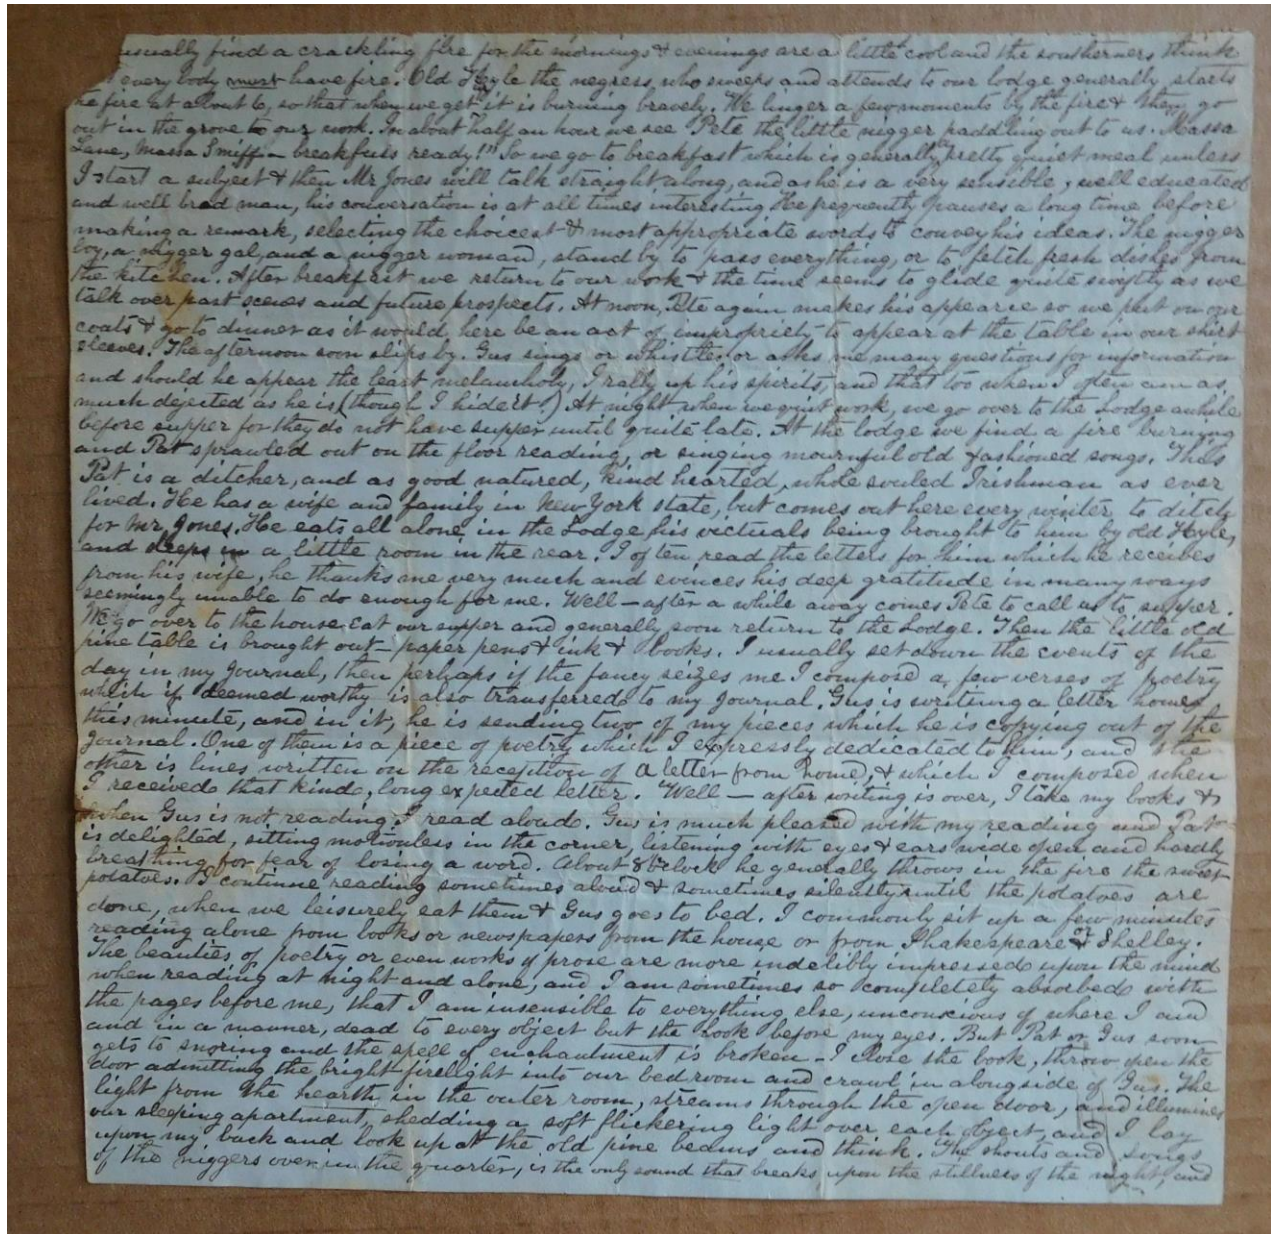 usually find a crackling fire for the mornings & evenings are a little cool and the southerners think
every body must have fire. Old Hyle the negress who sweeps and attends to our lodge generally starts
the fire at about 6, so that when we get it is burning bravely. We linger a few moments by the fire & then go
out in the grove to our work. In about half an hour we see Pete the little nigger paddling out to us. "Massa
Lane, Massa Smiff - breakfuss ready!" So we go to breakfast which is generally a pretty quiet meal unless
I start a subject & then Mr Jones will talk straight along, and as he is a very sensible, well educated
and well bred man, his conversation is at all times interesting. He frequently pauses a long time before
making a remark, selecting the choicest & most appropriate words to convey his ideas. The nigger
boy, a nigger gal, and a nigger woman, stand by to pass everything, or to fetch fresh dishes from
the kitchen. After breakfast we return to our work & the time seems to glide quite swiftly as we
talk over past scenes and future prospects. At noon, Pete again makes his appearce so we put on our
coats & go to dinner as it would here be an act of impropriety to appear at the table in our shirt
sleeves. The afternoon soon slips by. Gus sings or whistles or asks me many questions for information
and should he appear the least melancholy, I rally up his spirits, and that too when I often am as
much dejected as he is (though I hide it.) At night when we quit work, we go over to the Lodge awhile
before supper for they do not have supper until quite late. At the lodge we find a fire burning
and Pat sprawled out on the floor reading, or singing mournful old fashioned songs. This
Pat is a ditcher, and as good natured, kind hearted, whole souled Irishman as ever
lived. He has a wife and family in New York state, but comes out here every winter to ditch
for Mr Jones. He eats all alone in the Lodge his victuals being brought to him by old Hyle,
and sleeps in a little room in the rear. I often read the letters for him which he receives
from his wife, he thanks me very much and evinces his deep gratitude in many ways
seemingly unable to do enough for me. Well - after a while away comes Pete to call us to supper.
We go over to the house eat our supper and generally soon return to the Lodge. Then the little old
pine table is brought out - paper pens & ink & books. I usually set down the events of the
day in my Journal, then perhaps if the fancy seizes me I compose a few verses of poetry
which if deemed worthy is also transferred to my Journal. Gus is writing a letter home
this minute, and in it, he is sending two of my pieces which he is copying out of the
Journal. One of them is a piece of poetry which I expressly dedicated to him, and the
other is lines written on the reception of a letter from home, & which I composed when
I received that kind, long expected letter. Well - after writing is over, I take my books &
when Gus is not reading I read aloud. Gus is much pleased with my reading and Pat
is delighted, sitting motionless in the corner, listening with eyes & ears wide open and hardly
breathing for fear of losing a word. About 8 o'clock he generally throws in the fire the sweet
potatoes. I continue reading sometimes aloud & sometimes silently until the potatoes are
done, when we leisurely eat them & Gus goes to bed. I commonly sit up a few minutes
reading alone from books or newspapers from the house or from Shakespeare or Shelley.
The beauties of poetry or even works of prose are more indelibly impressed upon the mind
when reading at night and alone, and I am sometimes so completely absorbed with
the pages before me, that I am insensible to everything else, unconscious of where I am
and in a manner, dead to every object but the book before my eyes. But Pat or Gus soon
gets to snoring and the spell of enchantment is broken - I close the book, throw open the
door admitting the bright firelight into our bed room and crawl in alongside of Gus. The
light from the hearth in the outer room, streams through the open door, and illumines
our sleeping apartment, shedding a soft flickering light over each object, and I lay
upon my back and look up at the old pine beams and think. The shouts and songs
of the niggers over in the quarter, is the only sound that breaks upon the stillness of the night, and